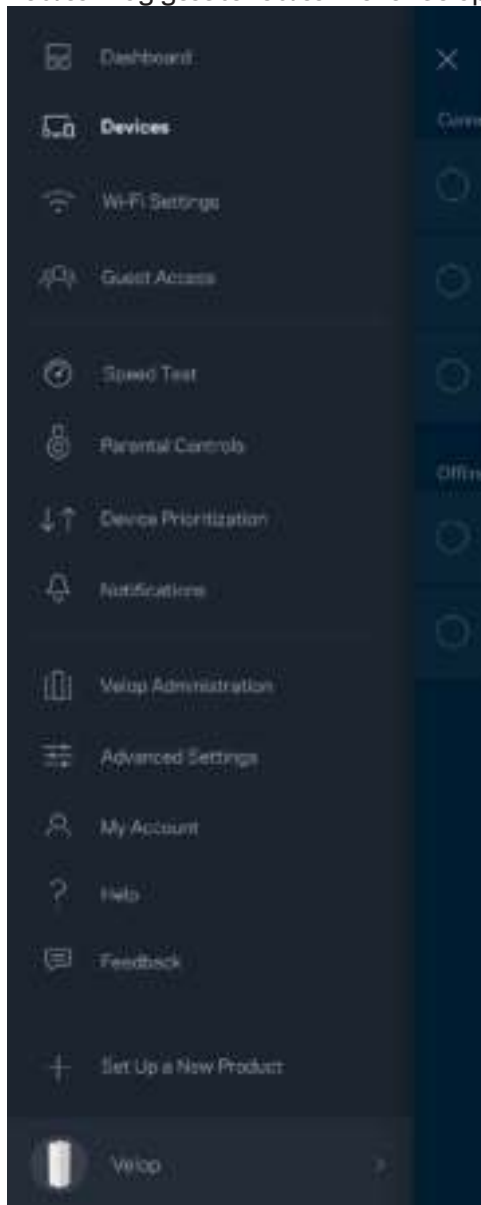 Dashboard
Devices
Wi-Fi Settings
Guest Access
Speed Test
Parental Controls
Device Prioritization
Notifications
Velop Administration
Advanced Settings
My Account
Help
Feedback
Set Up a New Product
Velop